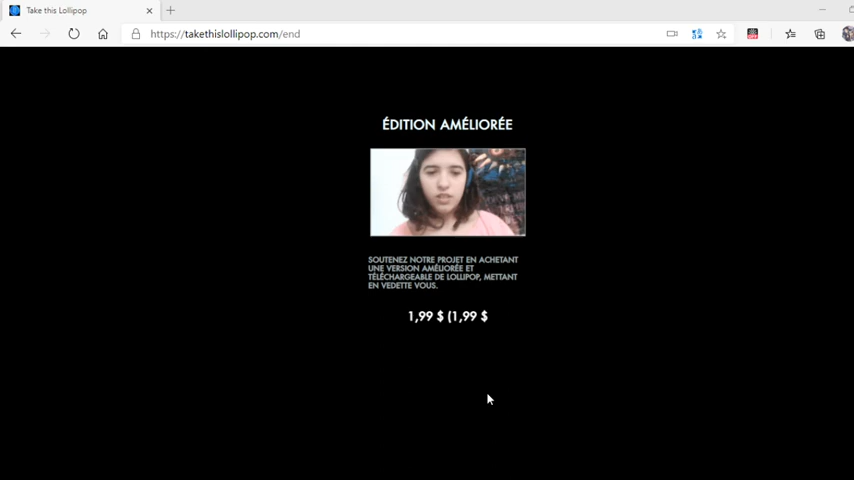 Take this Lollipop
https://takethislollipop.com/end
ÉDITION AMÉLIORÉE
SOUTENEZ NOTRE PROJET EN ACHETANT
UNE VERSION AMÉLIORÉE ET
TÉLÉCHARGEABLE DE LOLLIPOP, METTANT
EN VEDETTE VOUS.
1,99 $ (1,99 $